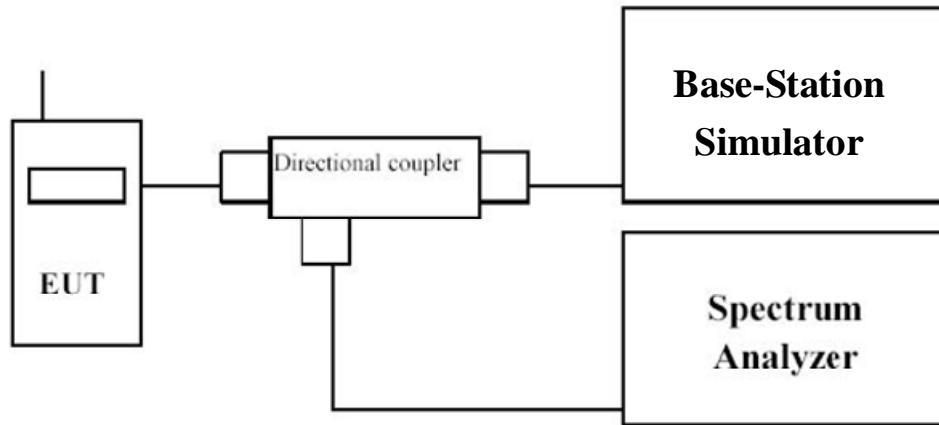 Base-Station
Simulator
Directional coupler
EUT
Spectrum
Analyzer